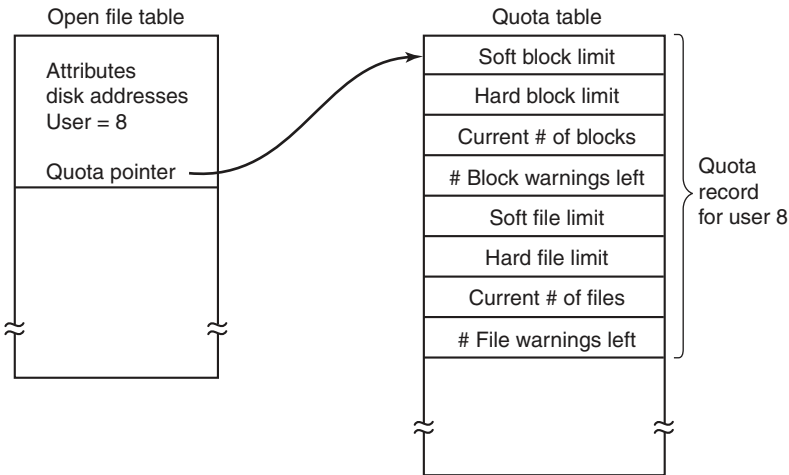 Open file table
Attributes
disk addresses
User = 8
Quota pointer
Quota table
Soft block limit
Hard block limit
Current # of blocks
# Block warnings left
Soft file limit
Hard file limit
Current # of files
# File warnings left
Quota
record
for user 8